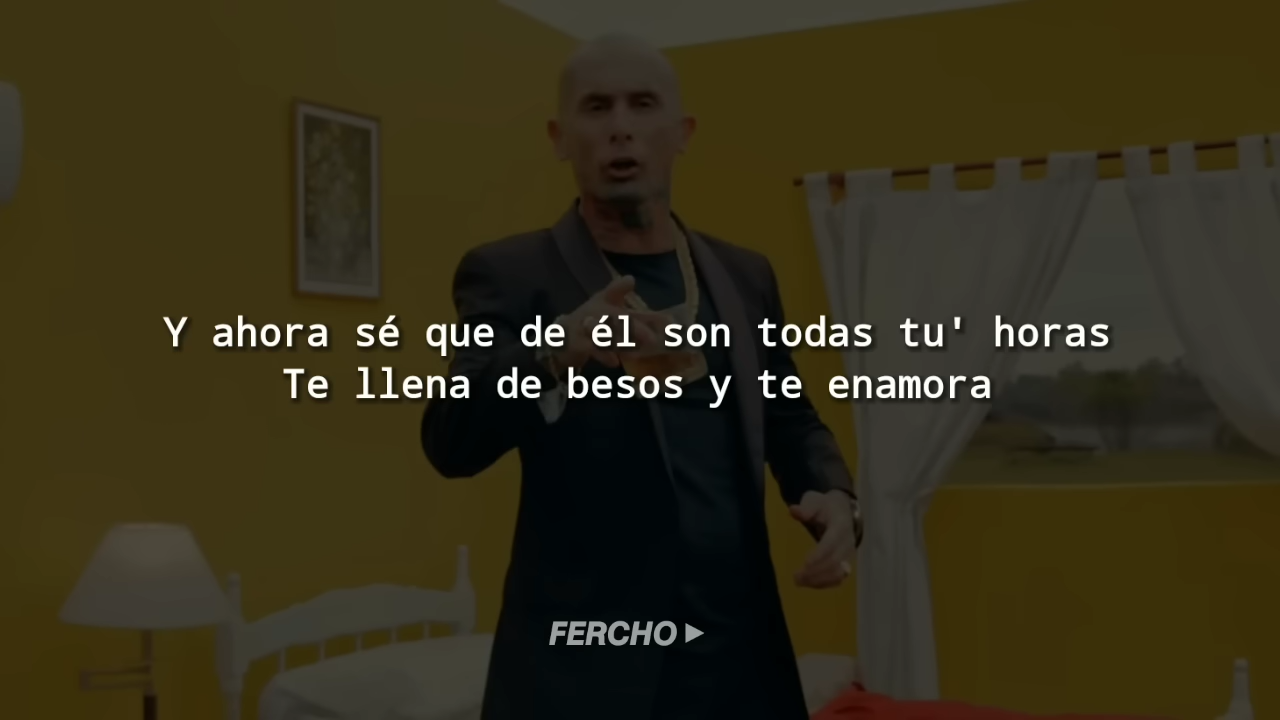 Y ahora sé que de él son todas tu' horas
Te llena de besos y te enamora
FERCHO